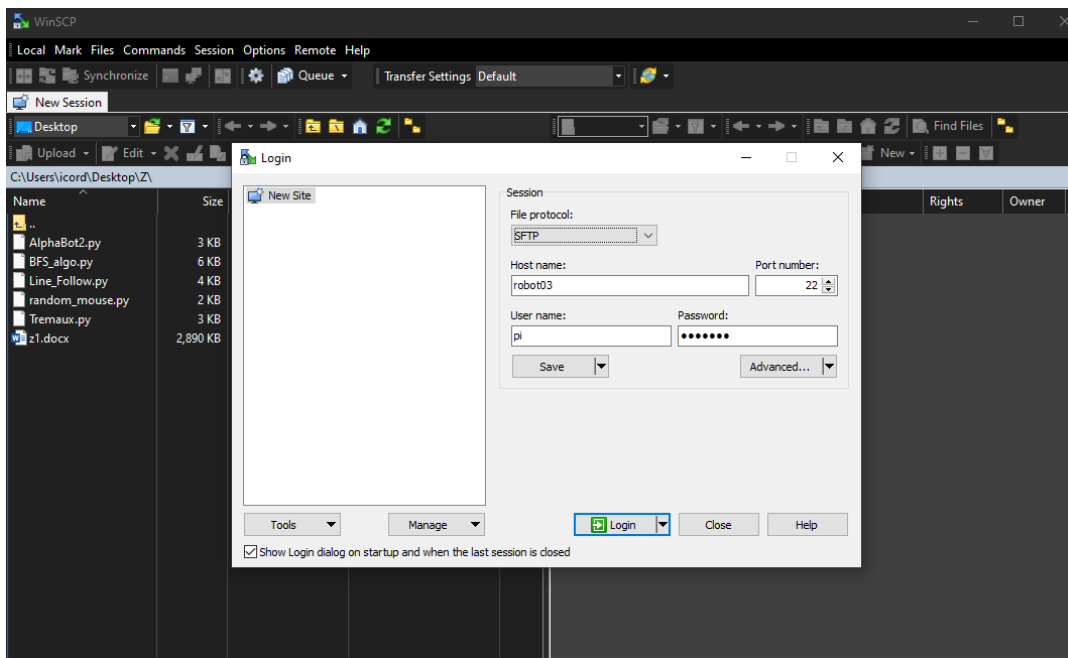 WinSCP
Local Mark Files Commands Session Options Remote Help
Synchronize Queue Transfer Settings Default
New Session
Desktop Find Files
Upload Edit New
C:\Users\icord\Desktop\Z\
Name Size Rights Owner
..
AlphaBot2.py 3 KB
BFS_algo.py 6 KB
Line_Follow.py 4 KB
random_mouse.py 2 KB
Tremaux.py 3 KB
z1.docx 2,890 KB
Login
New Site
Session
File protocol:
SFTP
Host name: Port number:
robot03 22
User name: Password:
pi •••••••
Save Advanced...
Tools Manage Login Close Help
Show Login dialog on startup and when the last session is closed